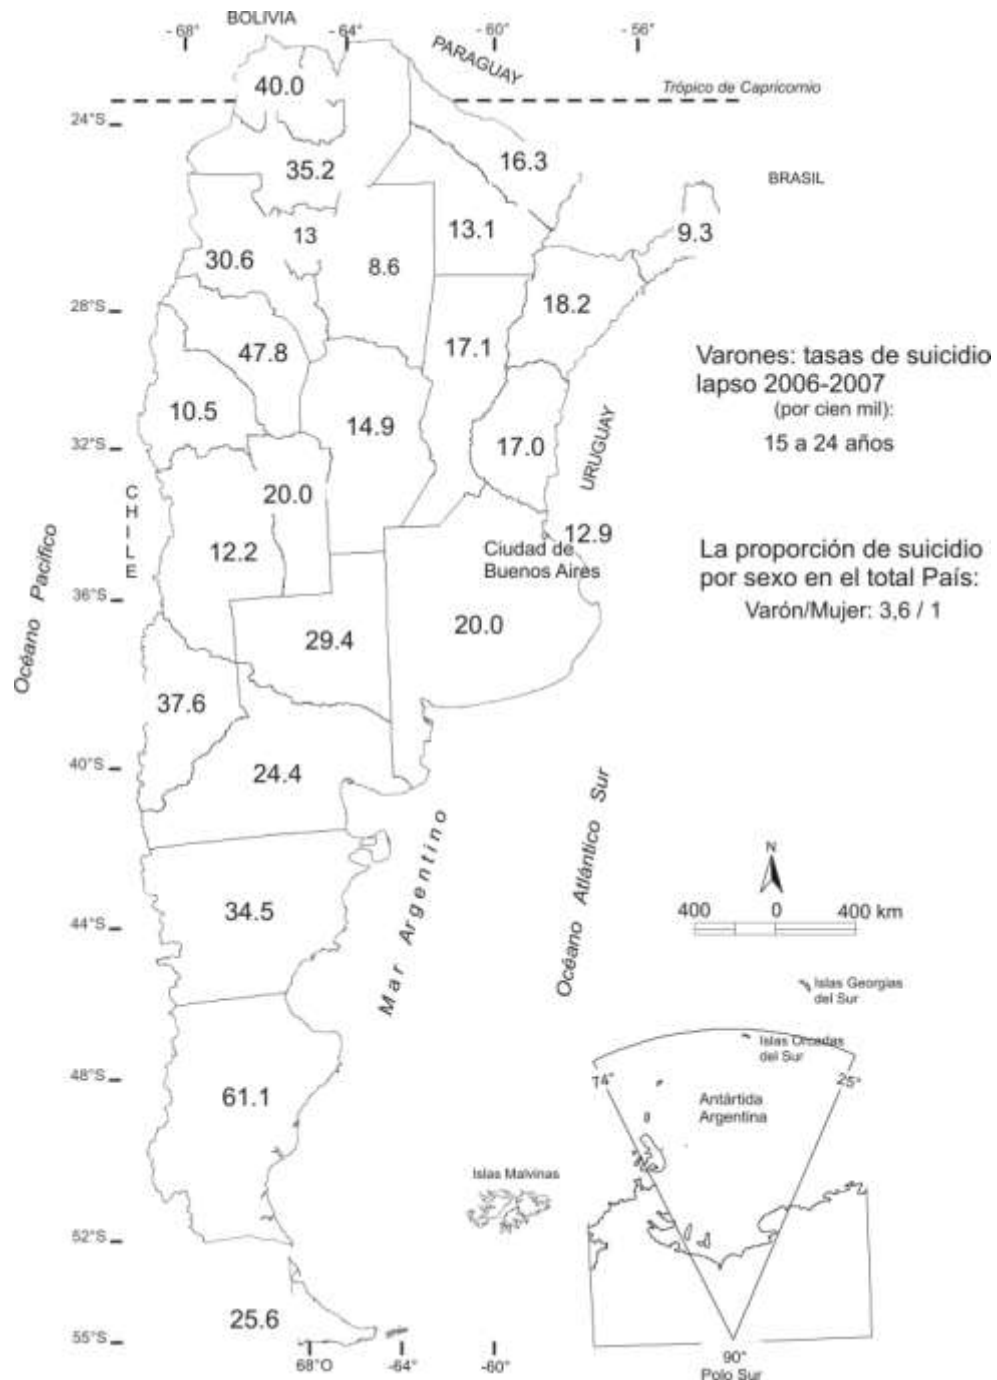 BOLIVIA
- 68°
- 64°
- 60°
- 56°
PARAGUAY
Trópico de Capricornio
40.0
24°S
35.2
16.3
BRASIL
13.1
9.3
13
30.6
8.6
28°S
18.2
47.8
17.1
Varones: tasas de suicidio
lapso 2006-2007
(por cien mil):
15 a 24 años
10.5
14.9
17.0
32°S
URUGUAY
CHILE
20.0
12.9
12.2
Ciudad de
Buenos Aires
La proporción de suicidio
por sexo en el total País:
Varón/Mujer: 3,6 / 1
Océano Pacífico
36°S
29.4
20.0
37.6
40°S
24.4
Mar Argentino
Océano Atlántico Sur
N
34.5
44°S
400 0 400 km
Islas Georgias
del Sur
Islas Orcadas
del Sur
48°S
74°
25°
61.1
Antártida
Argentina
Islas Malvinas
52°S
25.6
55°S
68°O
-64°
-60°
90°
Polo Sur